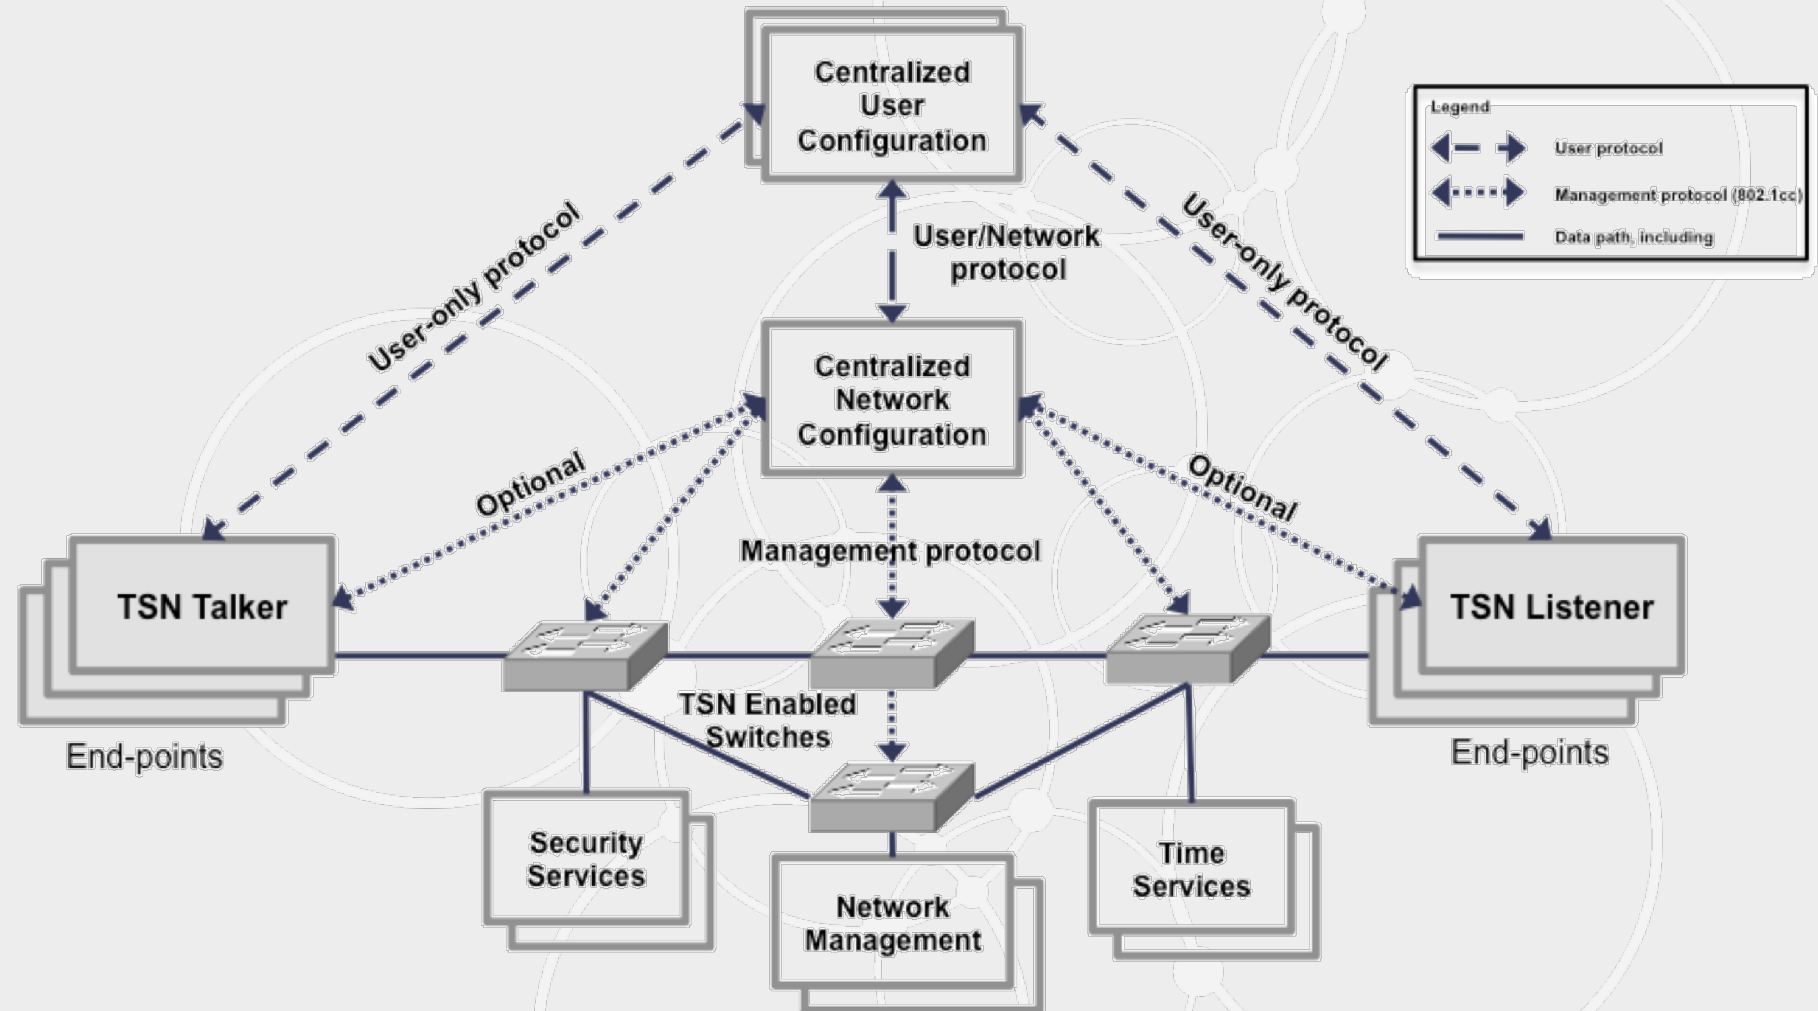 Centralized
User
Configuration
Legend
User protocol
Management protocol (802.1cc)
Data path, including
User-only protocol
User/Network
protocol
User-only protocol
Centralized
Network
Configuration
Optional
Optional
Management protocol
TSN Talker
TSN Listener
TSN Enabled
Switches
End-points
End-points
Security
Services
Time
Services
Network
Management